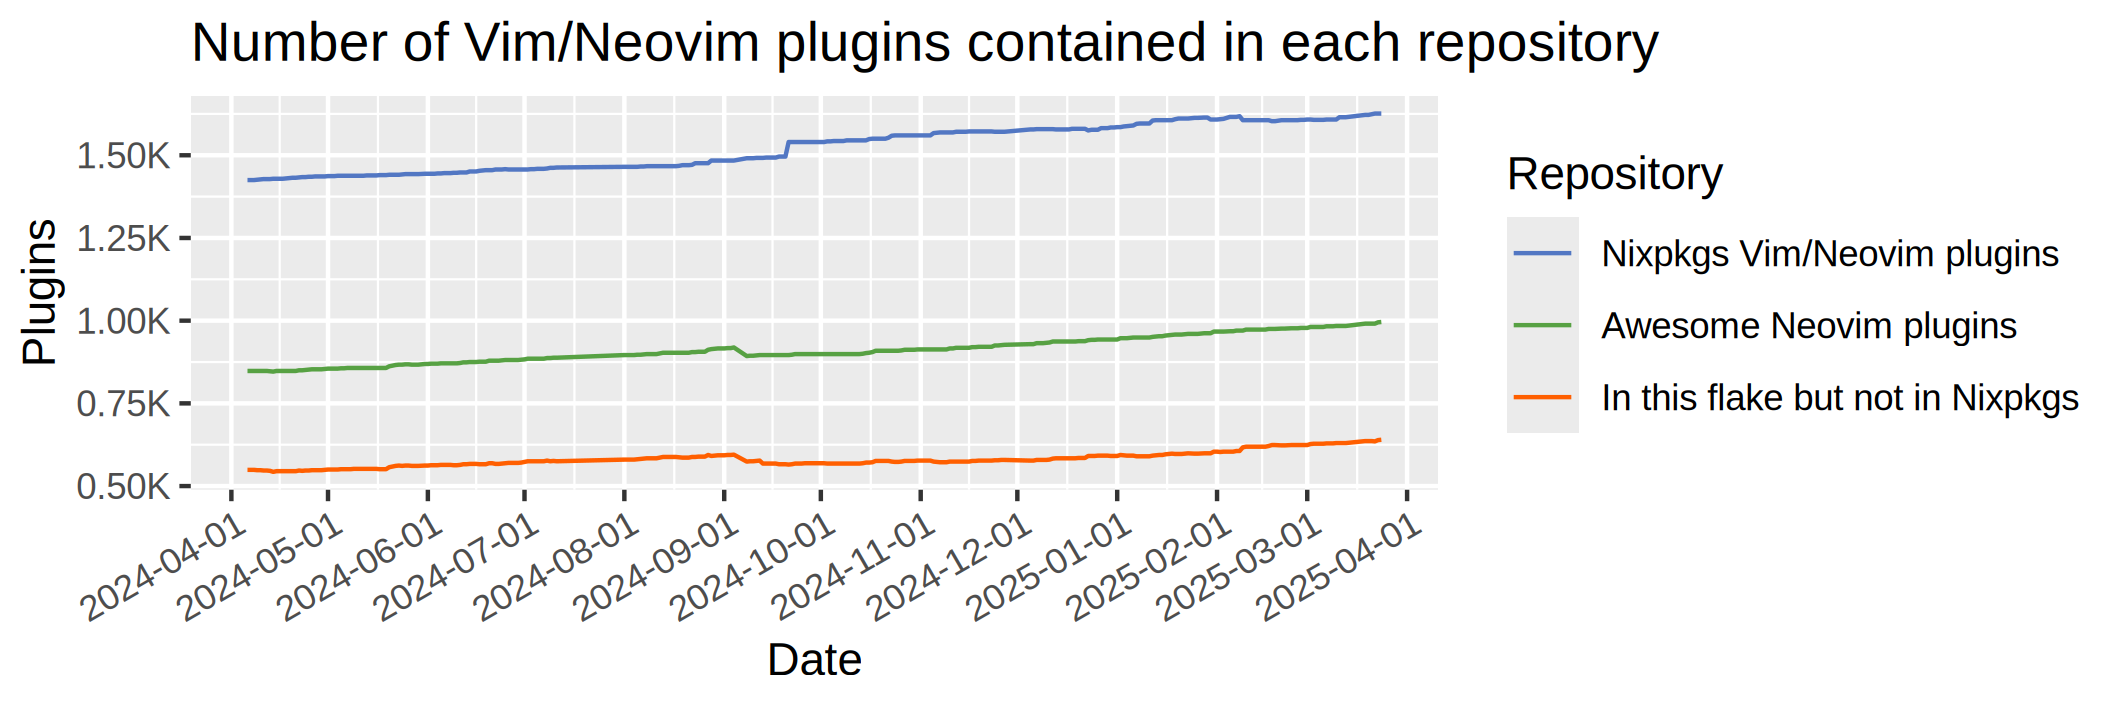 Number of Vim/Neovim plugins contained in each repository
Plugins
1.50K
1.25K
1.00K
0.75K
0.50K
2024-04-01
2024-05-01
2024-06-01
2024-07-01
2024-08-01
2024-09-01
2024-10-01
2024-11-01
2024-12-01
2025-01-01
2025-02-01
2025-03-01
2025-04-01
Date
Repository
Nixpkgs Vim/Neovim plugins
Awesome Neovim plugins
In this flake but not in Nixpkgs